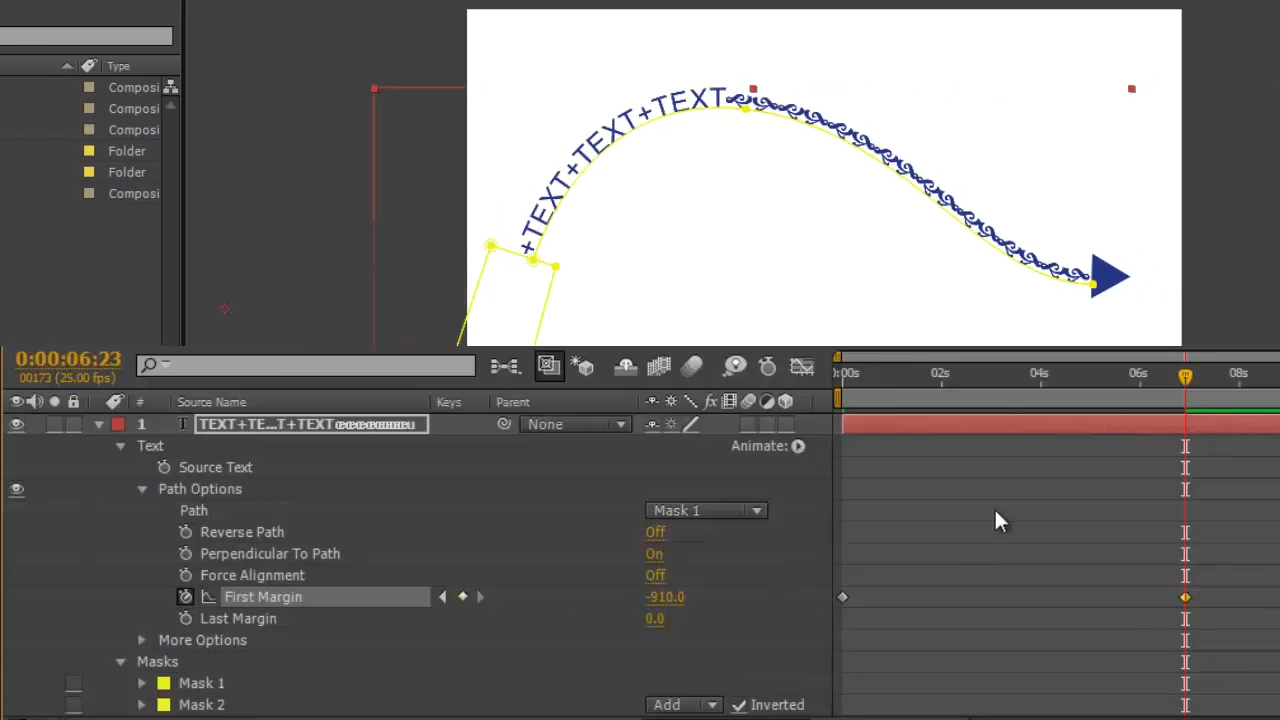 Type
Composi
Composi
Composi
Folder
Folder
Composi
+TEXT+TEXT+TEXT
0:00:06:23
00173 (25.00 fps)
# Source Name Keys Parent
1 T TEXT+TE...T+TEXT None
Text Animate:
Source Text
Path Options
Path Mask 1
Reverse Path Off
Perpendicular To Path On
Force Alignment Off
First Margin -910.0
Last Margin 0.0
More Options
Masks
Mask 1
Mask 2 Add Inverted
):00s 02s 04s 06s 08s